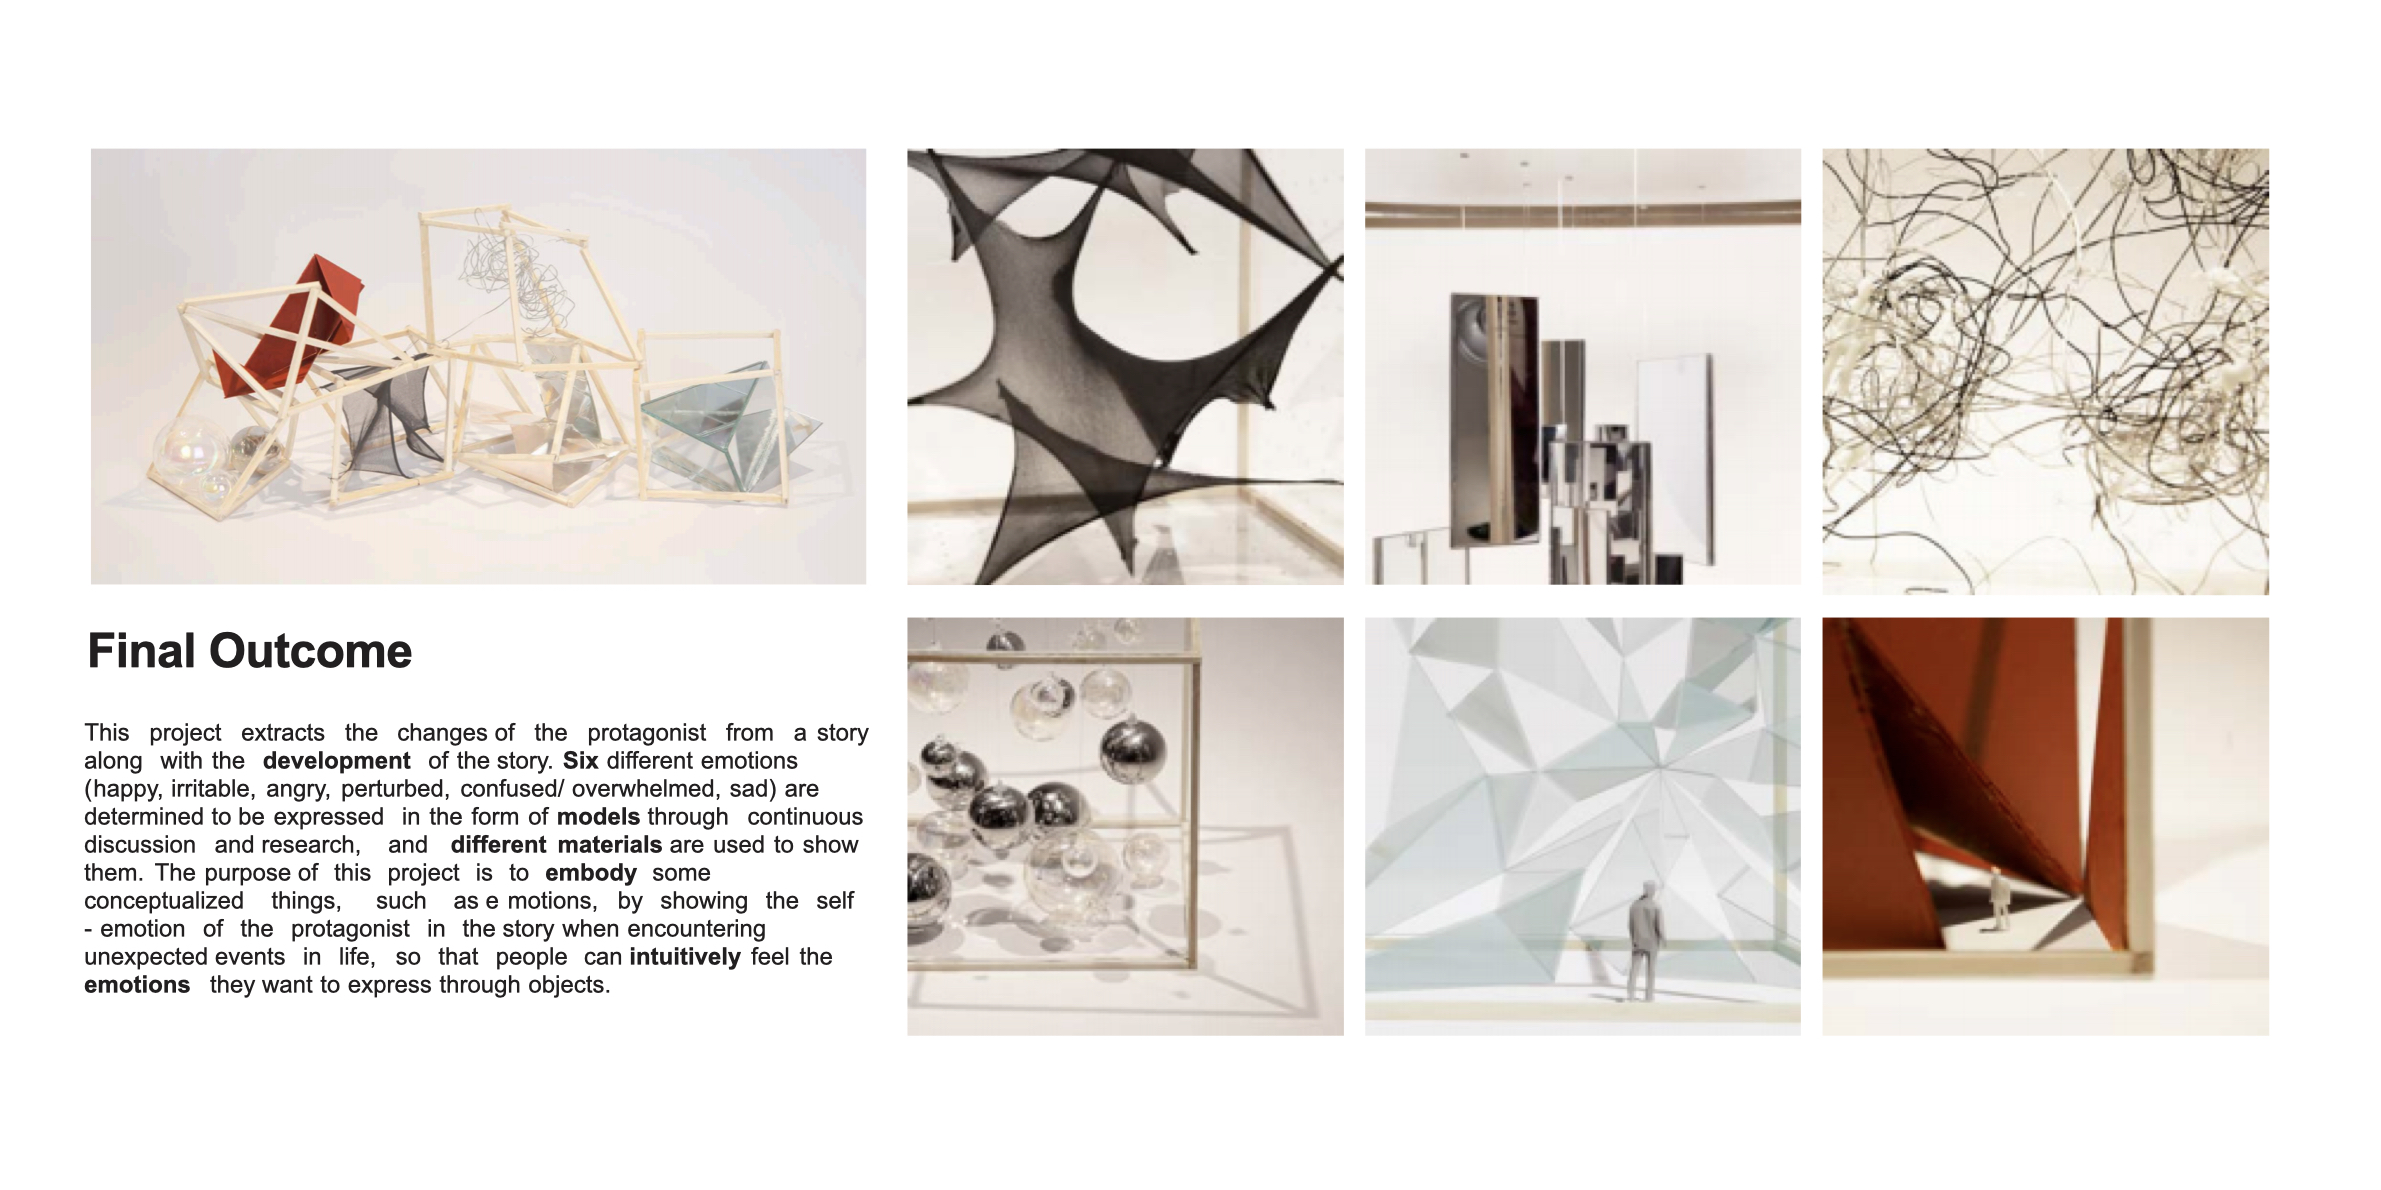 Final Outcome
This project extracts the changes of the protagonist from a story
along with the development of the story. Six different emotions
(happy, irritable, angry, perturbed, confused/ overwhelmed, sad) are
determined to be expressed in the form of models through continuous
discussion and research, and different materials are used to show
them. The purpose of this project is to embody some
conceptualized things, such as e motions, by showing the self
- emotion of the protagonist in the story when encountering
unexpected events in life, so that people can intuitively feel the
emotions they want to express through objects.